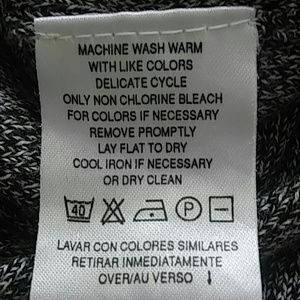 MACHINE WASH WARM
WITH LIKE COLORS
DELICATE CYCLE
ONLY NON CHLORINE BLEACH
FOR COLORS IF NECESSARY
REMOVE PROMPTLY
LAY FLAT TO DRY
COOL IRON IF NECESSARY
OR DRY CLEAN
40 P
LAVAR CON COLORES SIMILARES
RETIRAR INMEDIATAMENTE
OVER/AU VERSO ↓